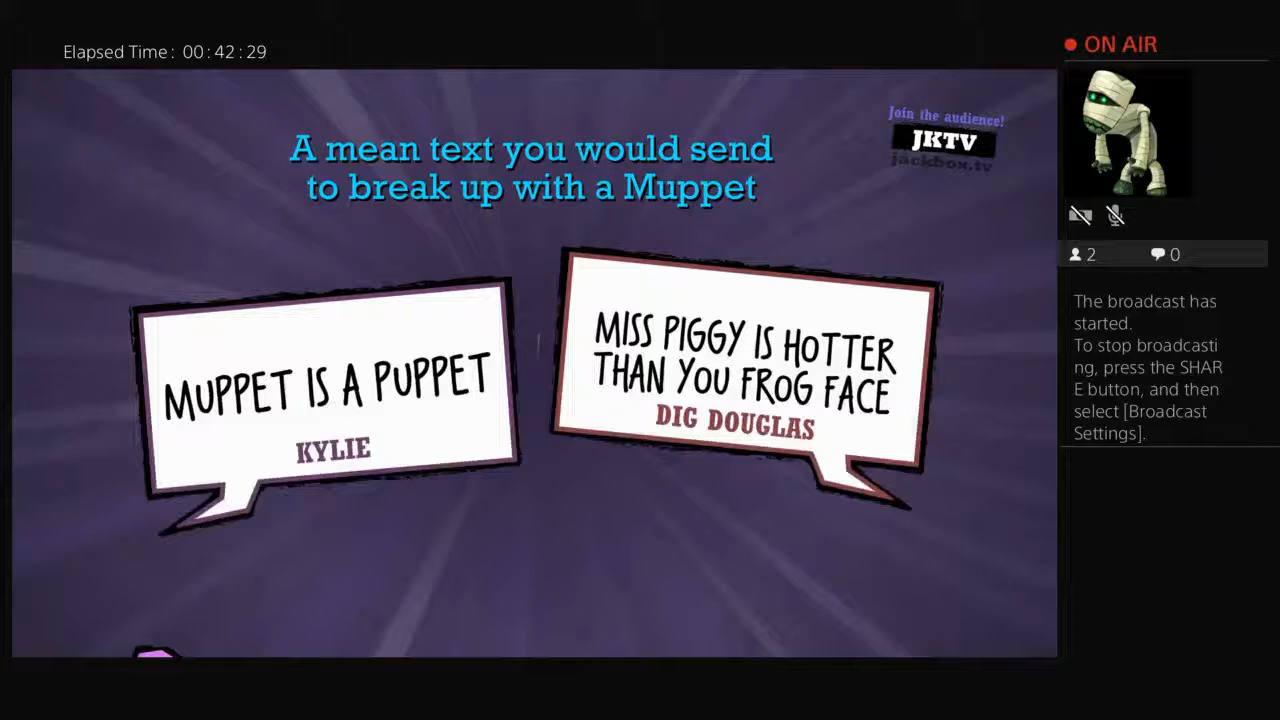 Elapsed Time: 00:42:29
ON AIR
Join the audience!
JKTV
jackbox.tv
A mean text you would send
to break up with a Muppet
MUPPET IS A PUPPET
KYLIE
MISS PIGGY IS HOTTER
THAN YOU FROG FACE
DIG DOUGLAS
2
0
The broadcast has
started.
To stop broadcasti
ng, press the SHAR
E button, and then
select [Broadcast
Settings].